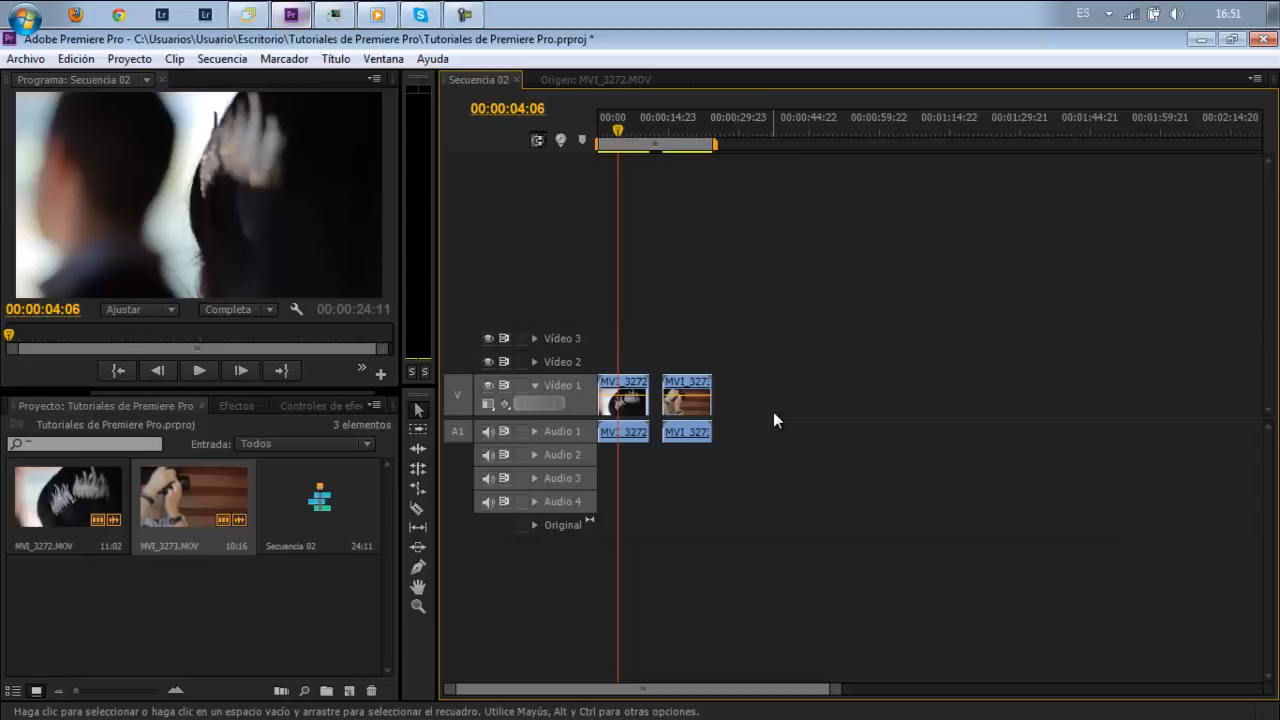 ES 16:51
Adobe Premiere Pro - C:\Usuarios\Usuario\Escritorio\Tutoriales de Premiere Pro\Tutoriales de Premiere Pro.prproj *
Archivo Edición Proyecto Clip Secuencia Marcador Título Ventana Ayuda
Programa: Secuencia 02
Secuencia 02 Origen: MVI_3272.MOV
00:00:04:06
00:00 00:00:14:23 00:00:29:23 00:00:44:22 00:00:59:22 00:01:14:22 00:01:29:21 00:01:44:21 00:01:59:21 00:02:14:20
00:00:04:06 Ajustar Completa 00:00:24:11
Vídeo 3
Vídeo 2
Vídeo 1
MVI_3272 MVI_327
V
A1 Audio 1 MVI_3272 MVI_327
Audio 2
Audio 3
Audio 4
Original
S S
Proyecto: Tutoriales de Premiere Pro Efectos Controles de efe
Tutoriales de Premiere Pro.prproj 3 elementos
Entrada: Todos
MVI_3272.MOV 11:02 MVI_3273.MOV 10:16 Secuencia 02 24:11
Haga clic para seleccionar o haga clic en un espacio vacío y arrastre para seleccionar el recuadro. Utilice Mayús, Alt y Ctrl para otras opciones.